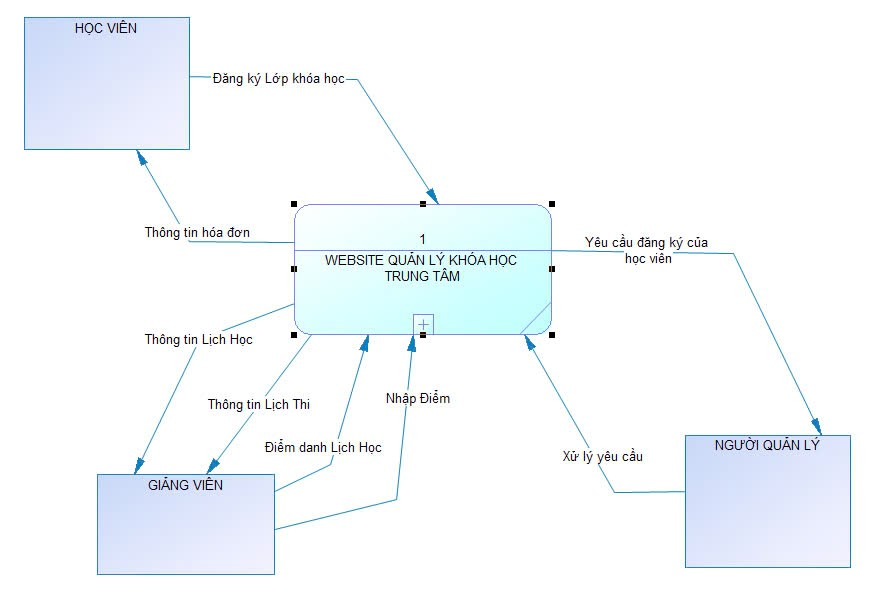 HỌC VIÊN
Đăng ký Lớp khóa học
Thông tin hóa đơn
1
WEBSITE QUẢN LÝ KHÓA HỌC
TRUNG TÂM
Yêu cầu đăng ký của
học viên
Thông tin Lịch Học
Thông tin Lịch Thi
Nhập Điểm
Điểm danh Lịch Học
Xử lý yêu cầu
NGƯỜI QUẢN LÝ
GIẢNG VIÊN